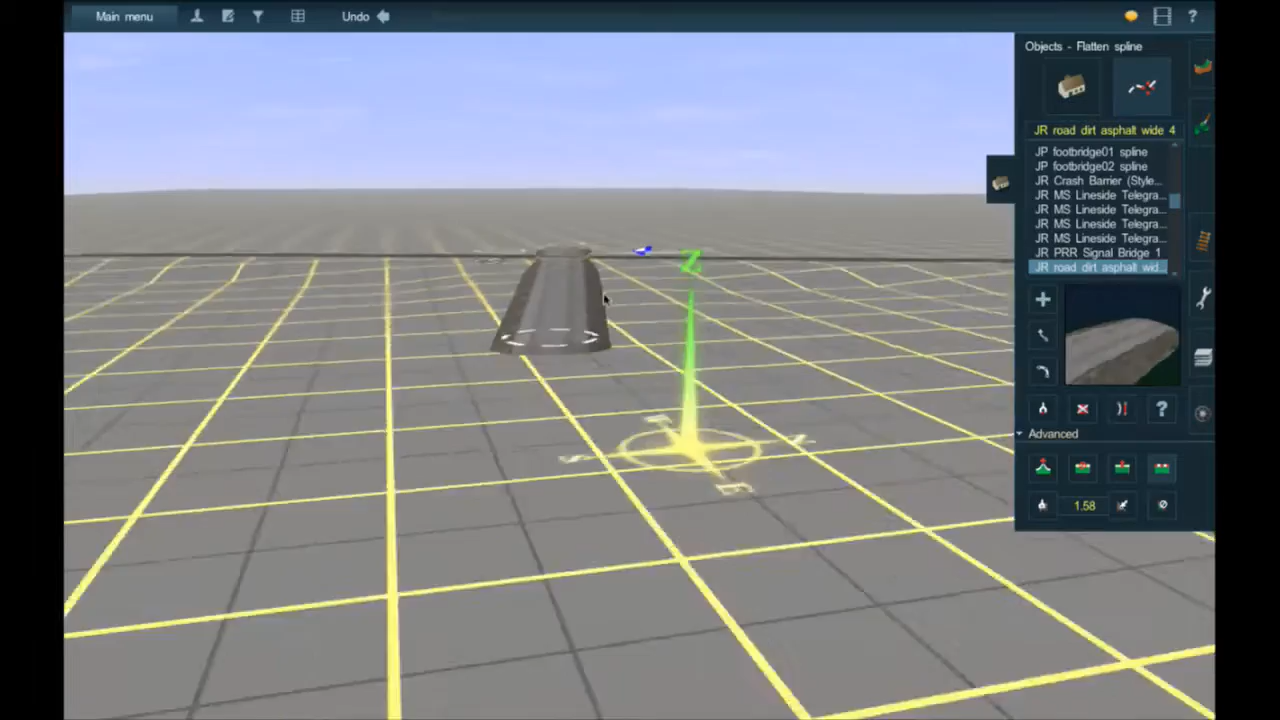 Main menu
Undo
?
Objects - Flatten spline
JR road dirt asphalt wide 4
JP footbridge01 spline
JP footbridge02 spline
JR Crash Barrier (Style...
JR MS Lineside Telegra...
JR MS Lineside Telegra...
JR MS Lineside Telegra...
JR MS Lineside Telegra...
JR PRR Signal Bridge 1
JR road dirt asphalt wid...
?
Advanced
1.58
Z
E